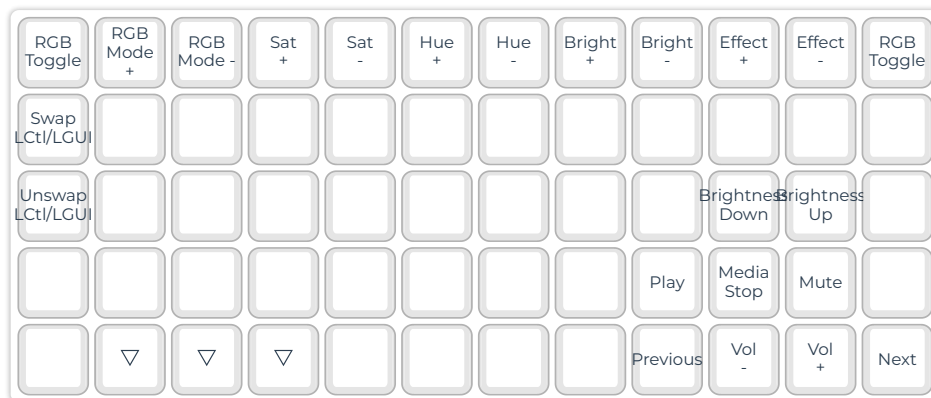 RGB
Toggle
RGB
Mode
+
RGB
Mode -
Sat
+
Sat
-
Hue
+
Hue
-
Bright
+
Bright
-
Effect
+
Effect
-
RGB
Toggle
Swap
LCtl/LGUI
Unswap
LCtl/LGUI
Brightness
Down
Brightness
Up
Play
Media
Stop
Mute
▽
▽
▽
Previous
Vol
-
Vol
+
Next